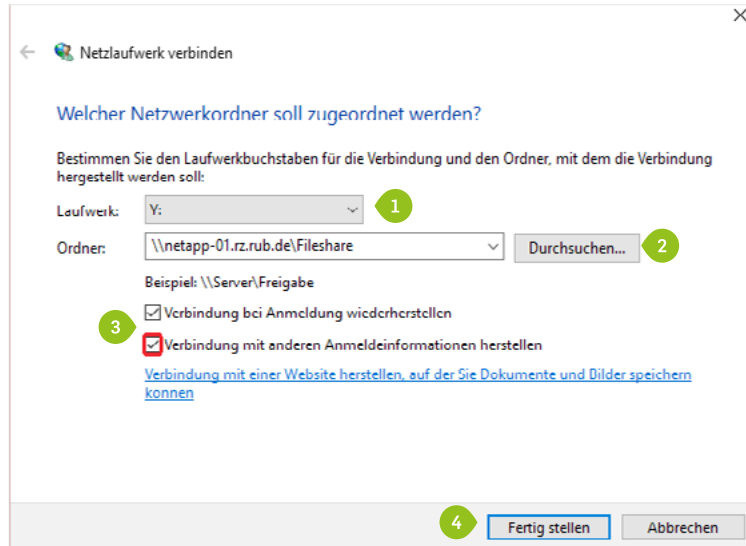 Netzlaufwerk verbinden
Welcher Netzwerkordner soll zugeordnet werden?
Bestimmen Sie den Laufwerkbuchstaben für die Verbindung und den Ordner, mit dem die Verbindung
hergestellt werden soll:
Laufwerk: Y: 1
Ordner: \\netapp-01.rz.rub.de\Fileshare Durchsuchen... 2
Beispiel: \\Server\Freigabe
3
Verbindung bei Anmeldung wiederherstellen
Verbindung mit anderen Anmeldeinformationen herstellen
Verbindung mit einer Website herstellen, auf der Sie Dokumente und Bilder speichern
konnen
4 Fertig stellen Abbrechen